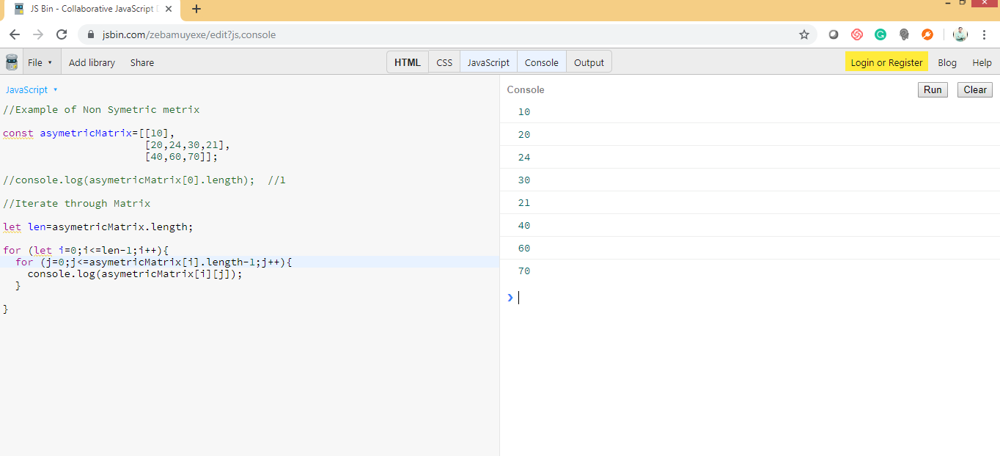 JS Bin - Collaborative JavaScript D
jsbin.com/zebamuyexe/edit?js,console
File Add library Share HTML CSS JavaScript Console Output Login or Register Blog Help
JavaScript
//Example of Non Symetric metrix
const asymetricMatrix=[[10],
[20,24,30,21],
[40,60,70]];
//console.log(asymetricMatrix[0].length);  //1
//Iterate through Matrix
let len=asymetricMatrix.length;
for (let i=0;i<=len-1;i++){
  for (j=0;j<=asymetricMatrix[i].length-1;j++){
    console.log(asymetricMatrix[i][j]);
  }
}
Console Run Clear
10
20
24
30
21
40
60
70